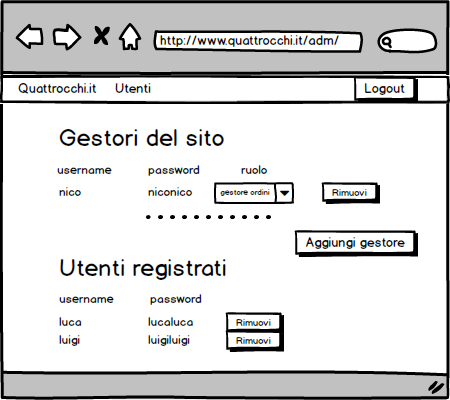 http://www.quattrocchi.it/adm/
Quattrocchi.it Utenti Logout
Gestori del sito
username password ruolo
nico niconico gestore ordini Rimuovi
Aggiungi gestore
Utenti registrati
username password
luca lucaluca Rimuovi
luigi luigiluigi Rimuovi